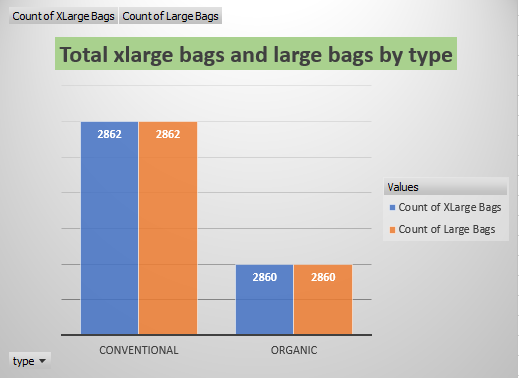 Count of XLarge Bags Count of Large Bags
Total xlarge bags and large bags by type
2862 2862
2860 2860
Values
Count of XLarge Bags
Count of Large Bags
CONVENTIONAL ORGANIC
type